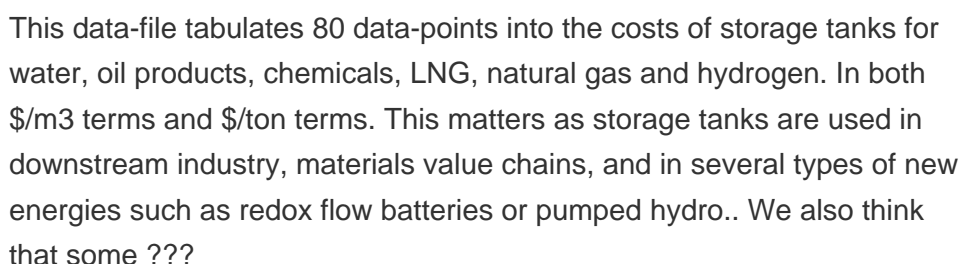 This data-file tabulates 80 data-points into the costs of storage tanks for
water, oil products, chemicals, LNG, natural gas and hydrogen. In both
$/m3 terms and $/ton terms. This matters as storage tanks are used in
downstream industry, materials value chains, and in several types of new
energies such as redox flow batteries or pumped hydro.. We also think
that some ???